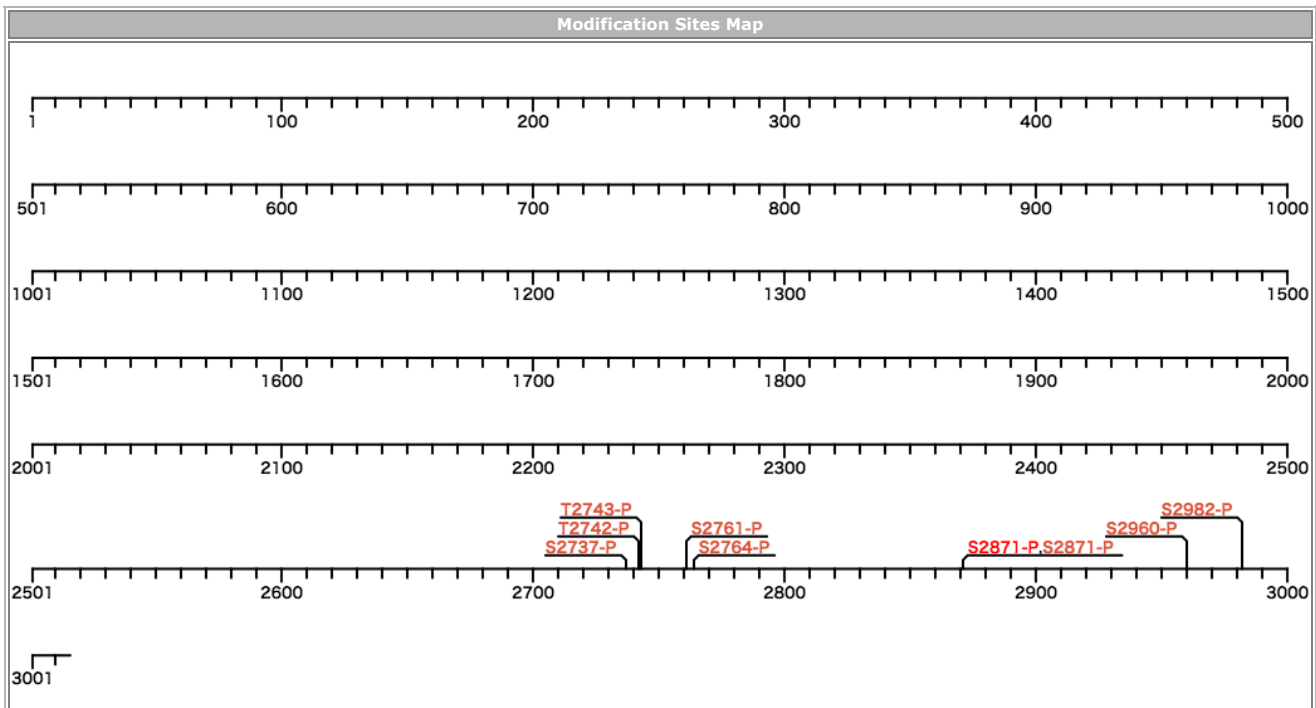 Modification Sites Map
1 100 200 300 400 500
501 600 700 800 900 1000
1001 1100 1200 1300 1400 1500
1501 1600 1700 1800 1900 2000
2001 2100 2200 2300 2400 2500
T2743-P S2982-P
T2742-P S2761-P S2960-P
S2737-P S2764-P S2871-P,S2871-P
2501 2600 2700 2800 2900 3000
3001